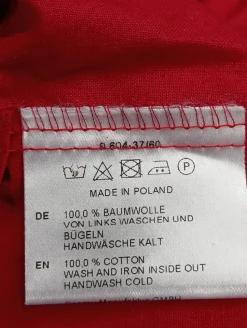 S 604-37/60
P
MADE IN POLAND
DE 100,0 % BAUMWOLLE
VON LINKS WASCHEN UND
BÜGELN
HANDWÄSCHE KALT
EN 100,0 % COTTON
WASH AND IRON INSIDE OUT
HANDWASH COLD